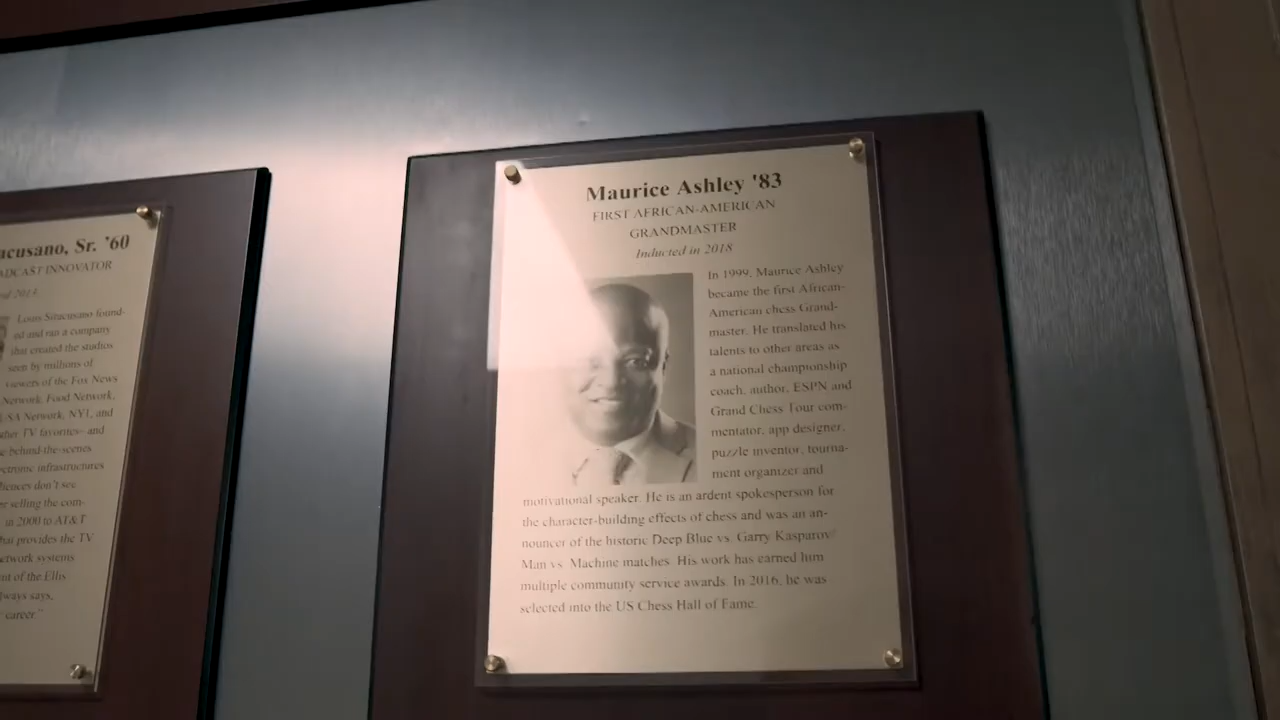 acusano, Sr. '60
ADCAST INNOVATOR
Louis Siracusano found-
ed and ran a company
that created the studios
seen by millions of
viewers of the Fox News
Network, Food Network,
USA Network, NY1, and
other TV favorites- and
behind-the-scenes
infrastructures
don't see
selling the com-
in 2000 to AT&T
that provides the TV
network systems
of the Ellis
always says,
career."
Maurice Ashley '83
FIRST AFRICAN-AMERICAN
GRANDMASTER
Inducted in 2018
In 1999, Maurice Ashley
became the first African-
American chess Grand-
master. He translated his
talents to other areas as
a national championship
coach, author, ESPN and
Grand Chess Tour com-
mentator, app designer,
puzzle inventor, tourna-
ment organizer and
motivational speaker. He is an ardent spokesperson for
the character-building effects of chess and was an an-
nouncer of the historic Deep Blue vs. Garry Kasparov
Man vs. Machine matches. His work has earned him
multiple community service awards. In 2016, he was
selected into the US Chess Hall of Fame.